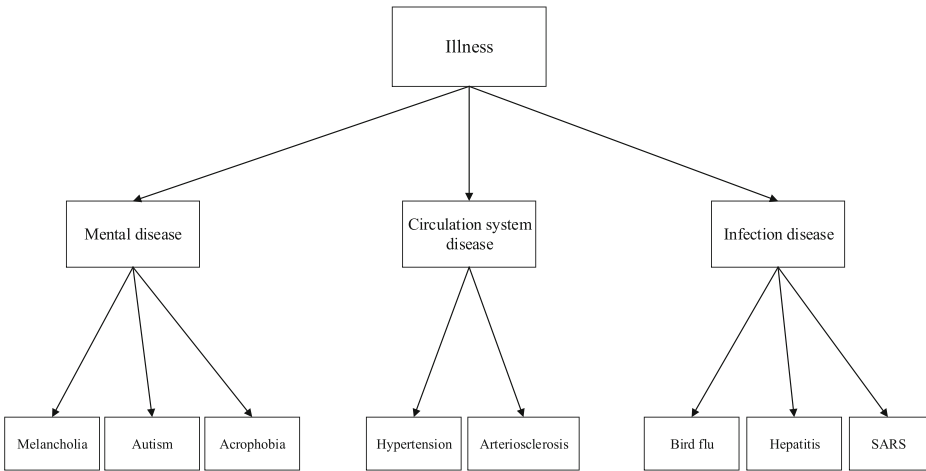 Illness
Mental disease
Circulation system
disease
Infection disease
Melancholia
Autism
Acrophobia
Hypertension
Arteriosclerosis
Bird flu
Hepatitis
SARS